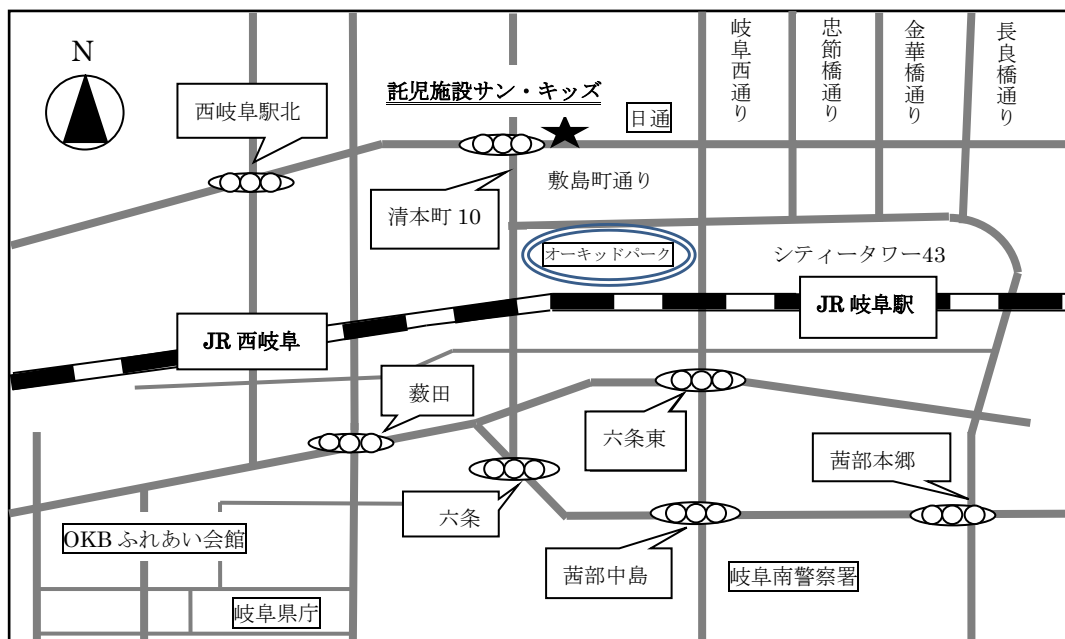 N
託児施設サン・キッズ
岐阜西通り
忠節橋通り
金華橋通り
長良橋通り
西岐阜駅北
日通
敷島町通り
清本町 10
オーキッドパーク
シティータワー43
JR 西岐阜
JR 岐阜駅
薮田
六条東
茜部本郷
六条
OKB ふれあい会館
茜部中島
岐阜南警察署
岐阜県庁